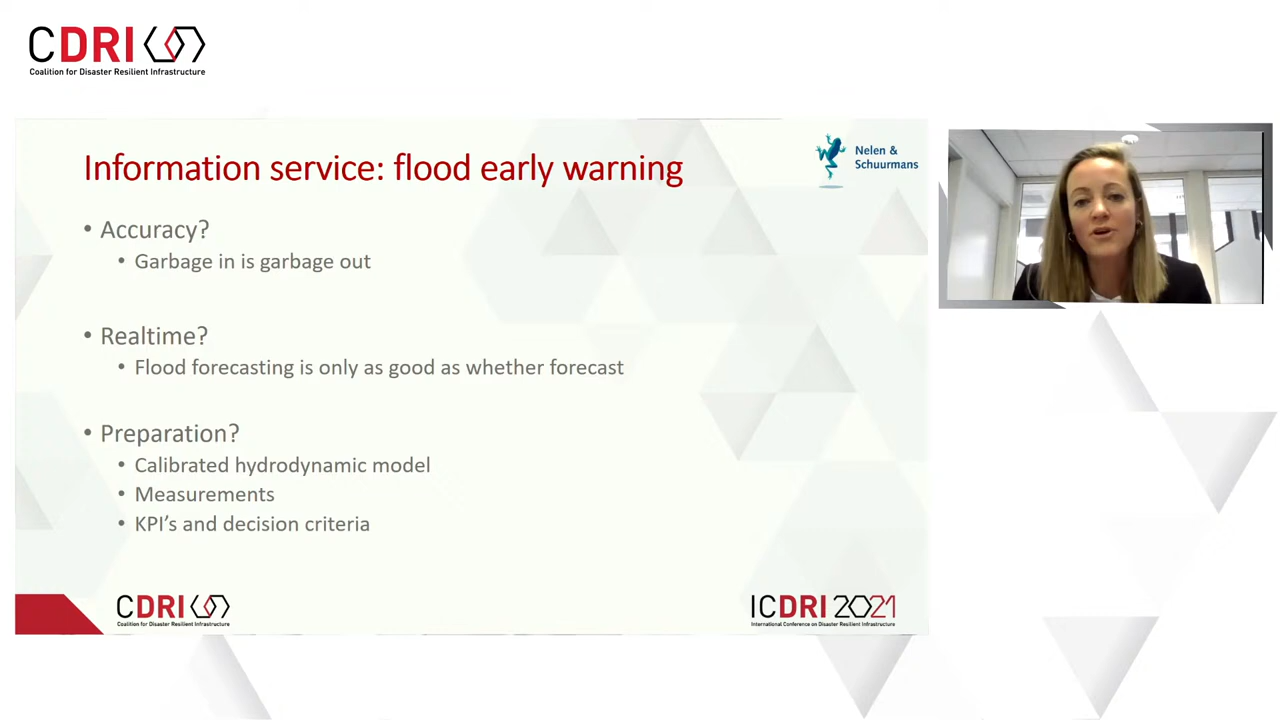 CDRI
Coalition for Disaster Resilient Infrastructure
Information service: flood early warning
Nelen &
Schuurmans
• Accuracy?
• Garbage in is garbage out
• Realtime?
• Flood forecasting is only as good as whether forecast
• Preparation?
• Calibrated hydrodynamic model
• Measurements
• KPI's and decision criteria
CDRI
Coalition for Disaster Resilient Infrastructure
ICDRI 2021
International Conference on Disaster Resilient Infrastructure